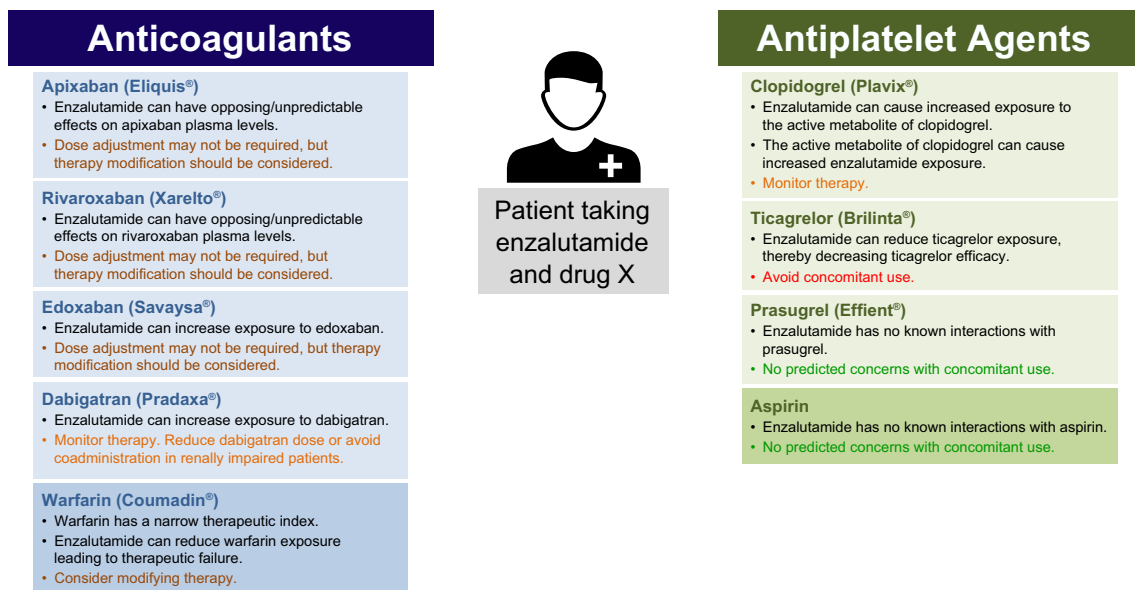 Anticoagulants
Apixaban (Eliquis®)
• Enzalutamide can have opposing/unpredictable
effects on apixaban plasma levels.
• Dose adjustment may not be required, but
therapy modification should be considered.
Rivaroxaban (Xarelto®)
• Enzalutamide can have opposing/unpredictable
effects on rivaroxaban plasma levels.
• Dose adjustment may not be required, but
therapy modification should be considered.
Edoxaban (Savaysa®)
• Enzalutamide can increase exposure to edoxaban.
• Dose adjustment may not be required, but therapy
modification should be considered.
Dabigatran (Pradaxa®)
• Enzalutamide can increase exposure to dabigatran.
• Monitor therapy. Reduce dabigatran dose or avoid
coadministration in renally impaired patients.
Warfarin (Coumadin®)
• Warfarin has a narrow therapeutic index.
• Enzalutamide can reduce warfarin exposure
leading to therapeutic failure.
• Consider modifying therapy.
Patient taking
enzalutamide
and drug X
Antiplatelet Agents
Clopidogrel (Plavix®)
• Enzalutamide can cause increased exposure to
the active metabolite of clopidogrel.
• The active metabolite of clopidogrel can cause
increased enzalutamide exposure.
• Monitor therapy.
Ticagrelor (Brilinta®)
• Enzalutamide can reduce ticagrelor exposure,
thereby decreasing ticagrelor efficacy.
• Avoid concomitant use.
Prasugrel (Effient®)
• Enzalutamide has no known interactions with
prasugrel.
• No predicted concerns with concomitant use.
Aspirin
• Enzalutamide has no known interactions with aspirin.
• No predicted concerns with concomitant use.